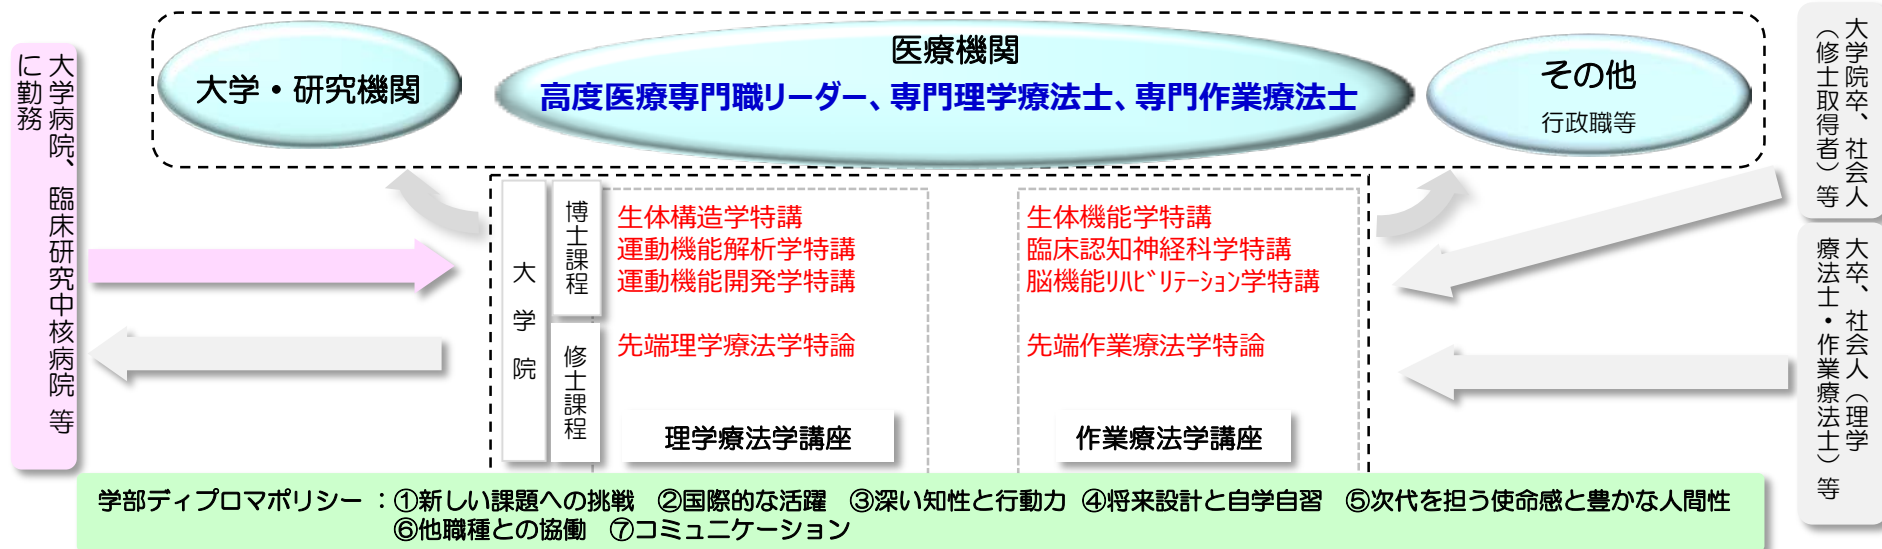 大学病院、臨床研究中核病院 等
に勤務
大学・研究機関
医療機関
高度医療専門職リーダー、専門理学療法士、専門作業療法士
その他
行政職等
大学院卒、社会人
（修士取得者）等
大学院
博士課程
生体構造学特講
運動機能解析学特講
運動機能開発学特講
生体機能学特講
臨床認知神経科学特講
脳機能ﾘﾊﾋﾞﾘﾃｰｼｮﾝ学特講
修士課程
先端理学療法学特論
先端作業療法学特論
理学療法学講座
作業療法学講座
大卒、社会人（理学
療法士・作業療法士）等
学部ディプロマポリシー ：①新しい課題への挑戦　②国際的な活躍　③深い知性と行動力 ④将来設計と自学自習　⑤次代を担う使命感と豊かな人間性
⑥他職種との協働　⑦コミュニケーション